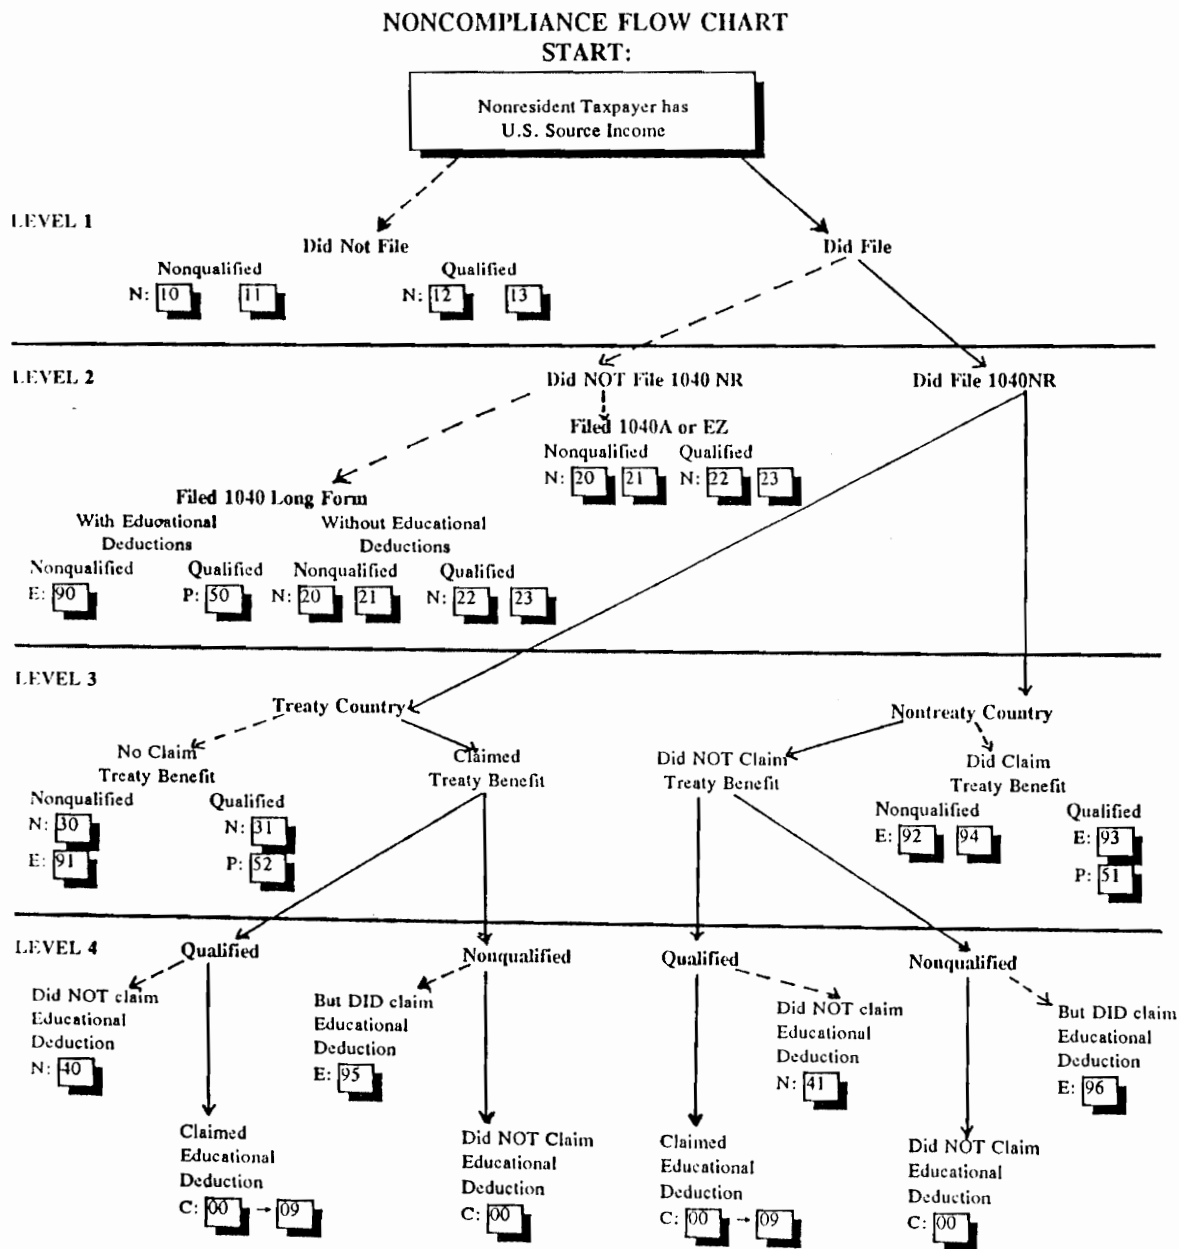 NONCOMPLIANCE FLOW CHART
START:
Nonresident Taxpayer has
U.S. Source Income
LEVEL 1
Did Not File
Did File
Nonqualified
Qualified
N: 10 11
N: 12 13
LEVEL 2
Did NOT File 1040 NR
Did File 1040NR
Filed 1040A or EZ
Nonqualified Qualified
N: 20 21 N: 22 23
Filed 1040 Long Form
With Educational
Deductions
Without Educational
Deductions
Nonqualified Qualified Nonqualified Qualified
E: 90 P: 50 N: 20 21 N: 22 23
LEVEL 3
Treaty Country
Nontreaty Country
No Claim
Treaty Benefit
Claimed
Treaty Benefit
Did NOT Claim
Treaty Benefit
Did Claim
Treaty Benefit
Nonqualified Qualified
N: 30 N: 31
E: 91 P: 52
Nonqualified Qualified
E: 92 94 E: 93
P: 51
LEVEL 4
Qualified
Nonqualified
Qualified
Nonqualified
Did NOT claim
Educational
Deduction
N: 40
But DID claim
Educational
Deduction
E: 95
Did NOT claim
Educational
Deduction
N: 41
But DID claim
Educational
Deduction
E: 96
Claimed
Educational
Deduction
C: 00 → 09
Did NOT Claim
Educational
Deduction
C: 00
Claimed
Educational
Deduction
C: 00 → 09
Did NOT Claim
Educational
Deduction
C: 00